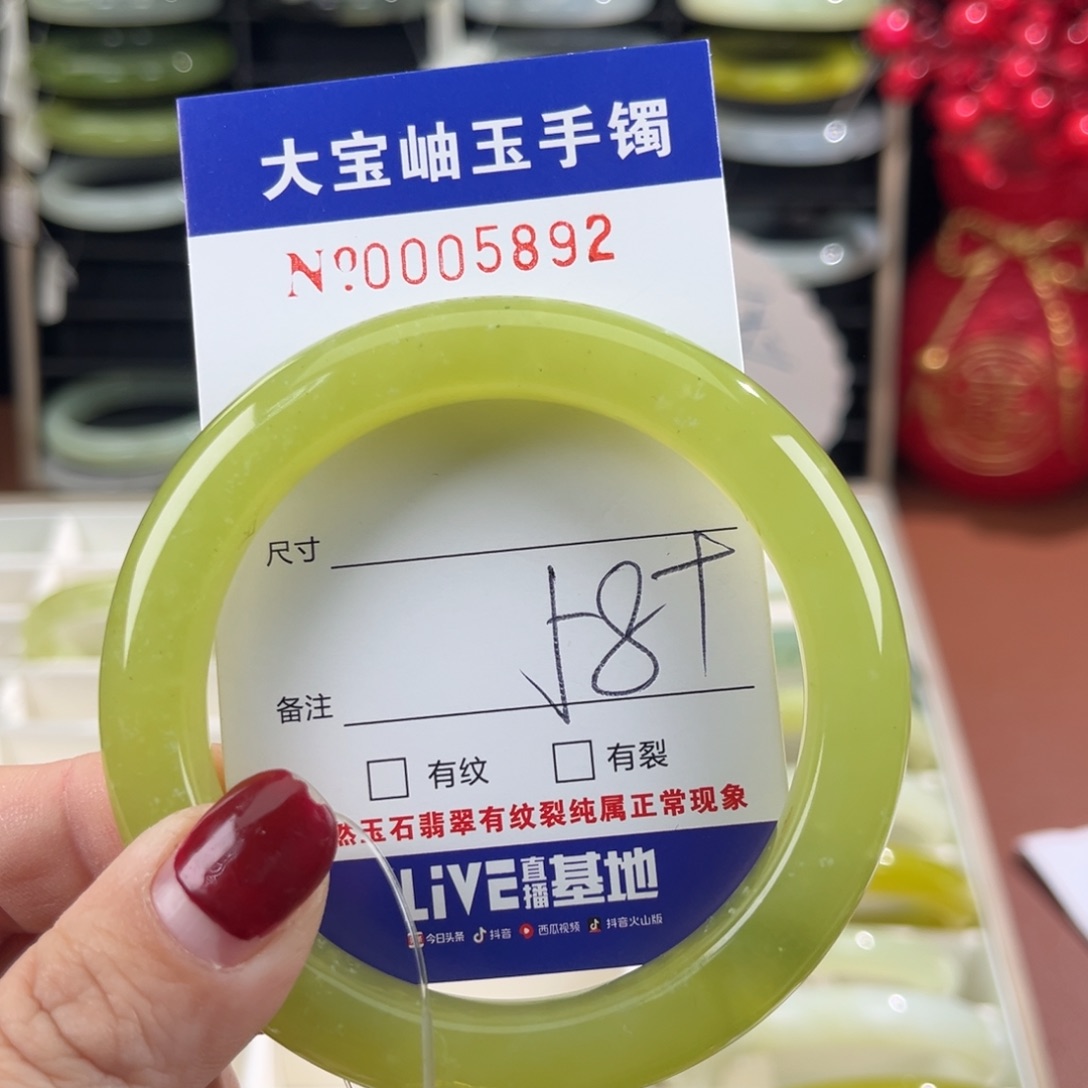 大宝岫玉手镯
№0005892
尺寸
备注
□ 有纹 □ 有裂
然玉石翡翠有纹裂纯属正常现象
LiVE直播基地
今日头条 抖音 西瓜视频 抖音火山版